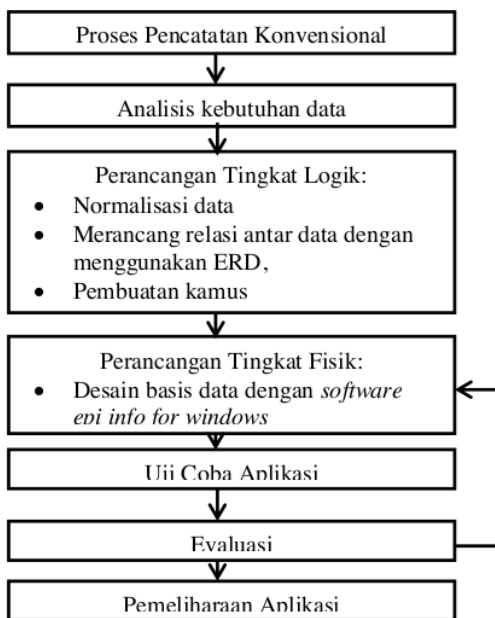 Proses Pencatatan Konvensional
Analisis kebutuhan data
Perancangan Tingkat Logik:
• Normalisasi data
• Merancang relasi antar data dengan
menggunakan ERD,
• Pembuatan kamus
Perancangan Tingkat Fisik:
• Desain basis data dengan software
epi info for windows
Uji Coba Aplikasi
Evaluasi
Pemeliharaan Aplikasi